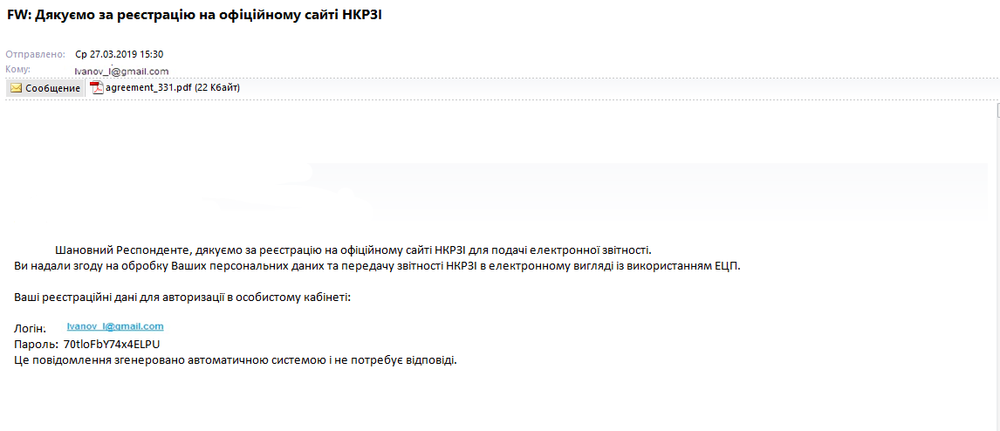 FW: Дякуємо за реєстрацію на офіційному сайті НКРЗІ
Отправлено: Ср 27.03.2019 15:30
Кому: Ivanov_I@gmail.com
Сообщение agreement_331.pdf (22 Кбайт)
Шановний Респонденте, дякуємо за реєстрацію на офіційному сайті НКРЗІ для подачі електронної звітності.
Ви надали згоду на обробку Ваших персональних даних та передачу звітності НКРЗІ в електронному вигляді із використанням ЕЦП.
Ваші реєстраційні дані для авторизації в особистому кабінеті:
Логін: Ivanov_I@gmail.com
Пароль: 70tloFbY74x4ELPU
Це повідомлення згенеровано автоматичною системою і не потребує відповіді.